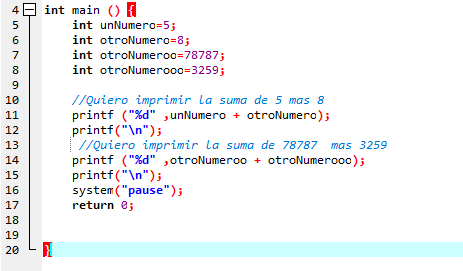 4 int main () {
5 int unNumero=5;
6 int otroNumero=8;
7 int otroNumeroo=78787;
8 int otroNumerooo=3259;
9
10 //Quiero imprimir la suma de 5 mas 8
11 printf ("%d" ,unNumero + otroNumero);
12 printf("\n");
13 //Quiero imprimir la suma de 78787  mas 3259
14 printf ("%d" ,otroNumeroo + otroNumerooo);
15 printf("\n");
16 system("pause");
17 return 0;
18
19
20 }